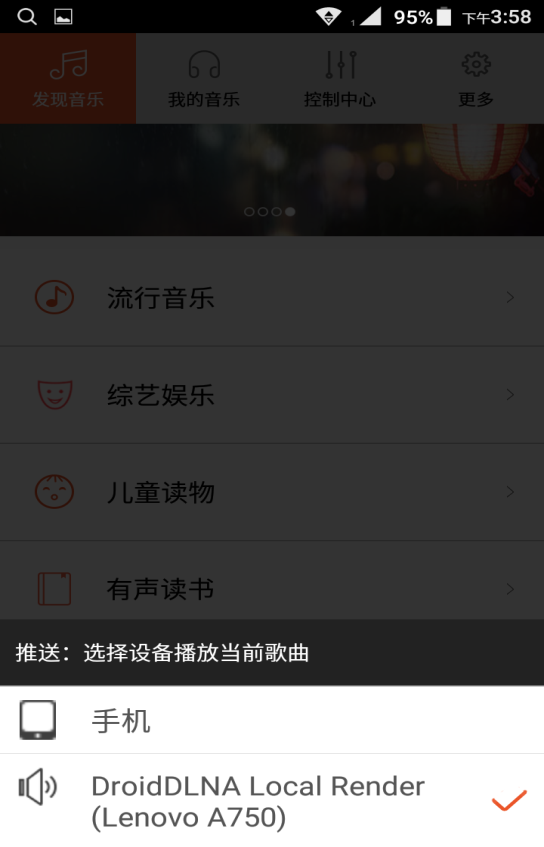 1 95% 下午3:58
发现音乐 我的音乐 控制中心 更多
流行音乐
综艺娱乐
儿童读物
有声读书
推送：选择设备播放当前歌曲
手机
DroidDLNA Local Render
(Lenovo A750)